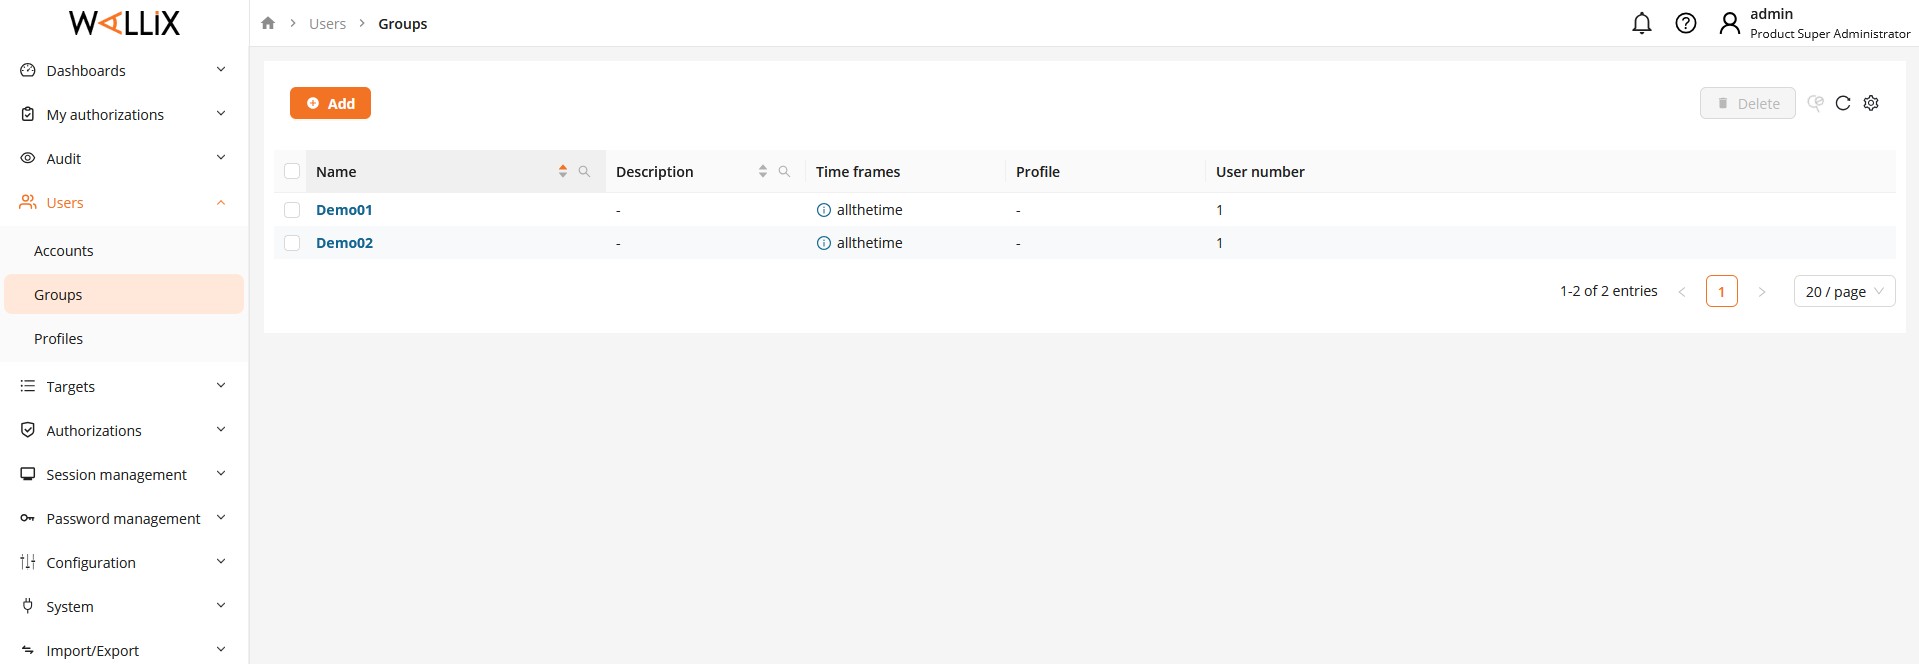 WALLIX
Users > Groups
admin
Product Super Administrator
Dashboards
My authorizations
Audit
Users
Accounts
Groups
Profiles
Targets
Authorizations
Session management
Password management
Configuration
System
Import/Export
Add
Delete
Name Description Time frames Profile User number
Demo01 - allthetime - 1
Demo02 - allthetime - 1
1-2 of 2 entries < 1 > 20 / page